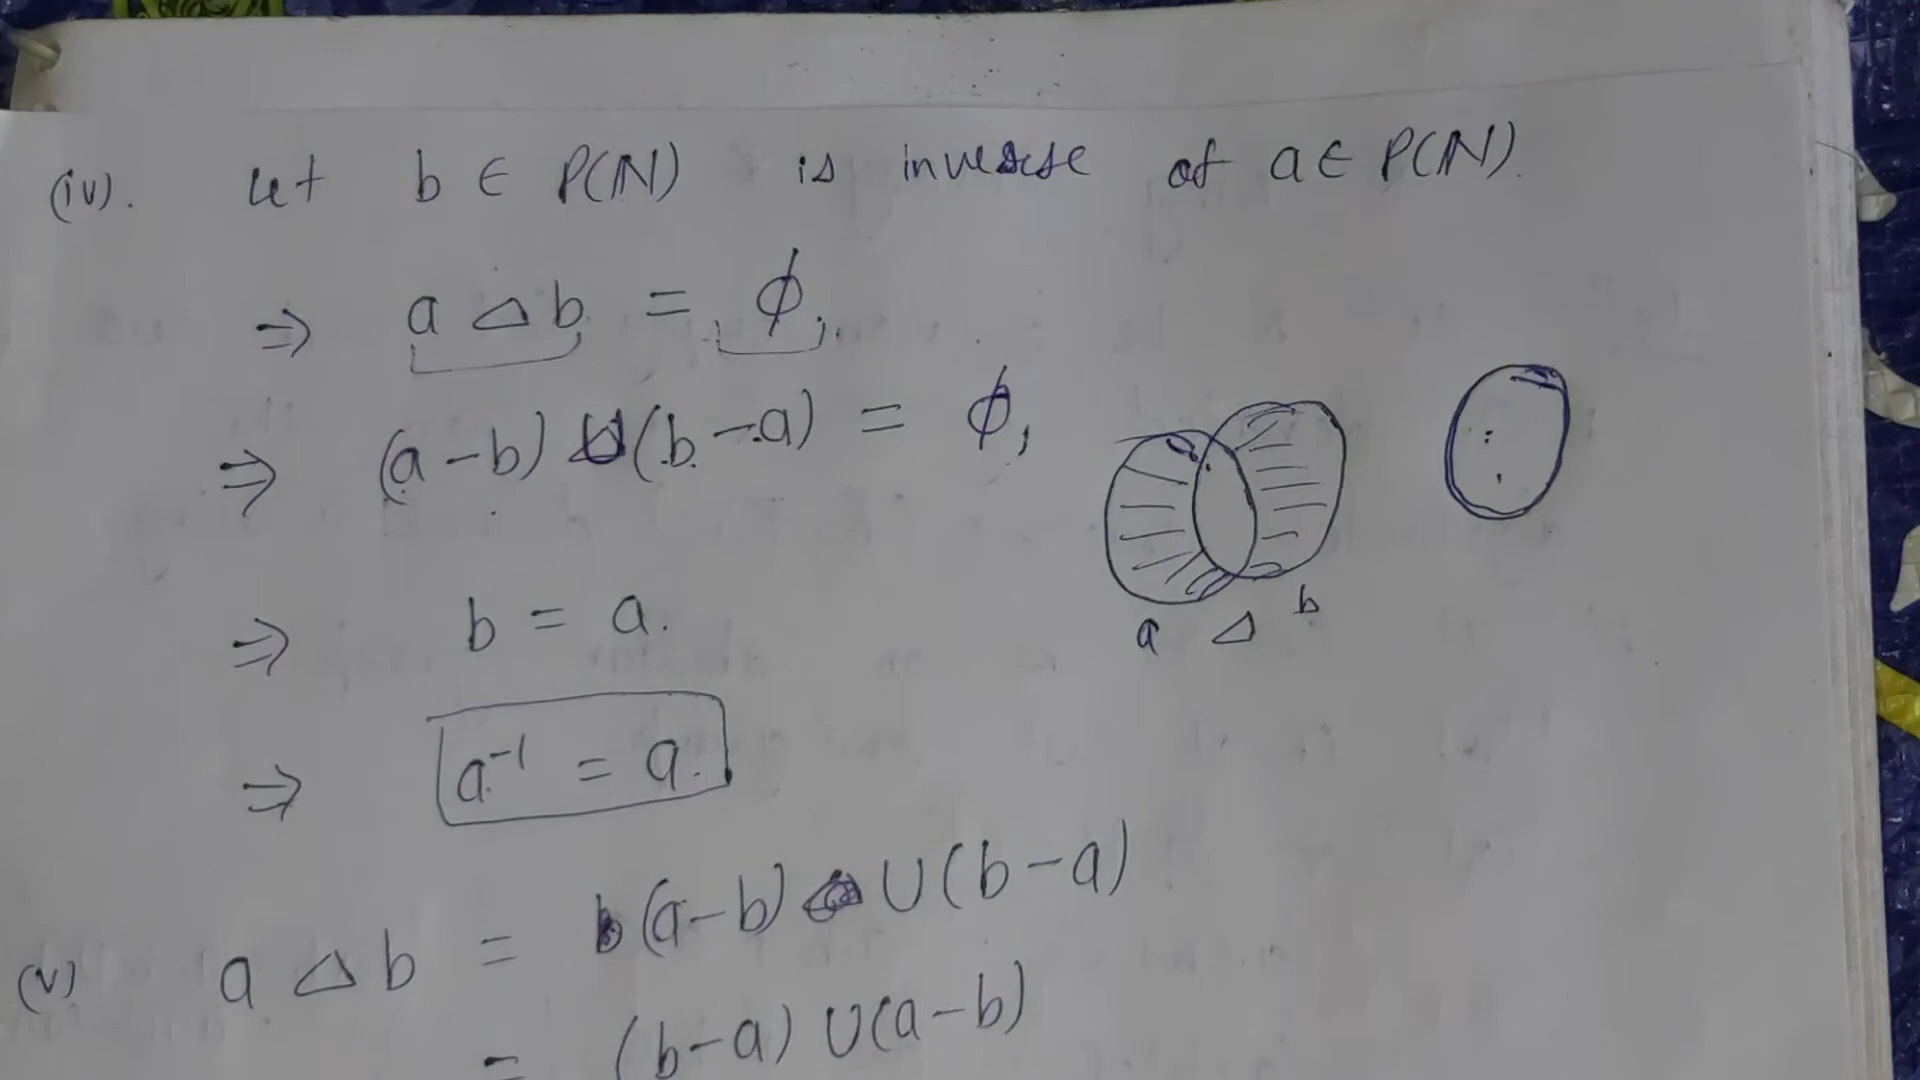 (iv). Let b ∈ P(ℕ) is inverse of a ∈ P(ℕ).
⇒ a △ b = ϕ.
⇒ (a-b) ∪ (b-a) = ϕ,
⇒ b = a.
a △ b
⇒ a⁻¹ = a.
(v) a △ b = (a-b) ∪ (b-a)
= (b-a) ∪ (a-b)